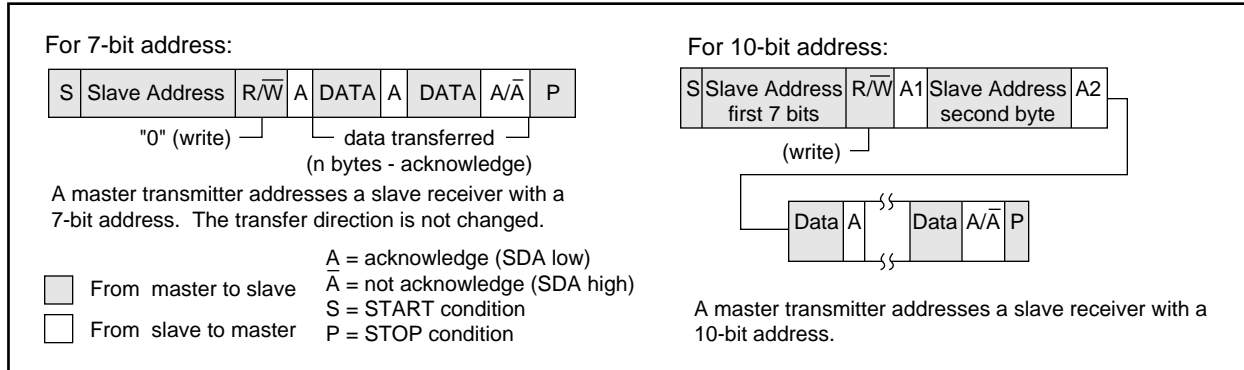 For 7-bit address:
S Slave Address R/W̅ A DATA A DATA A/A̅ P
"0" (write) data transferred
(n bytes - acknowledge)
A master transmitter addresses a slave receiver with a
7-bit address. The transfer direction is not changed.
From master to slave
From slave to master
A = acknowledge (SDA low)
A̅ = not acknowledge (SDA high)
S = START condition
P = STOP condition
For 10-bit address:
S Slave Address R/W̅ A1 Slave Address A2
first 7 bits second byte
(write)
Data A Data A/A̅ P
A master transmitter addresses a slave receiver with a
10-bit address.